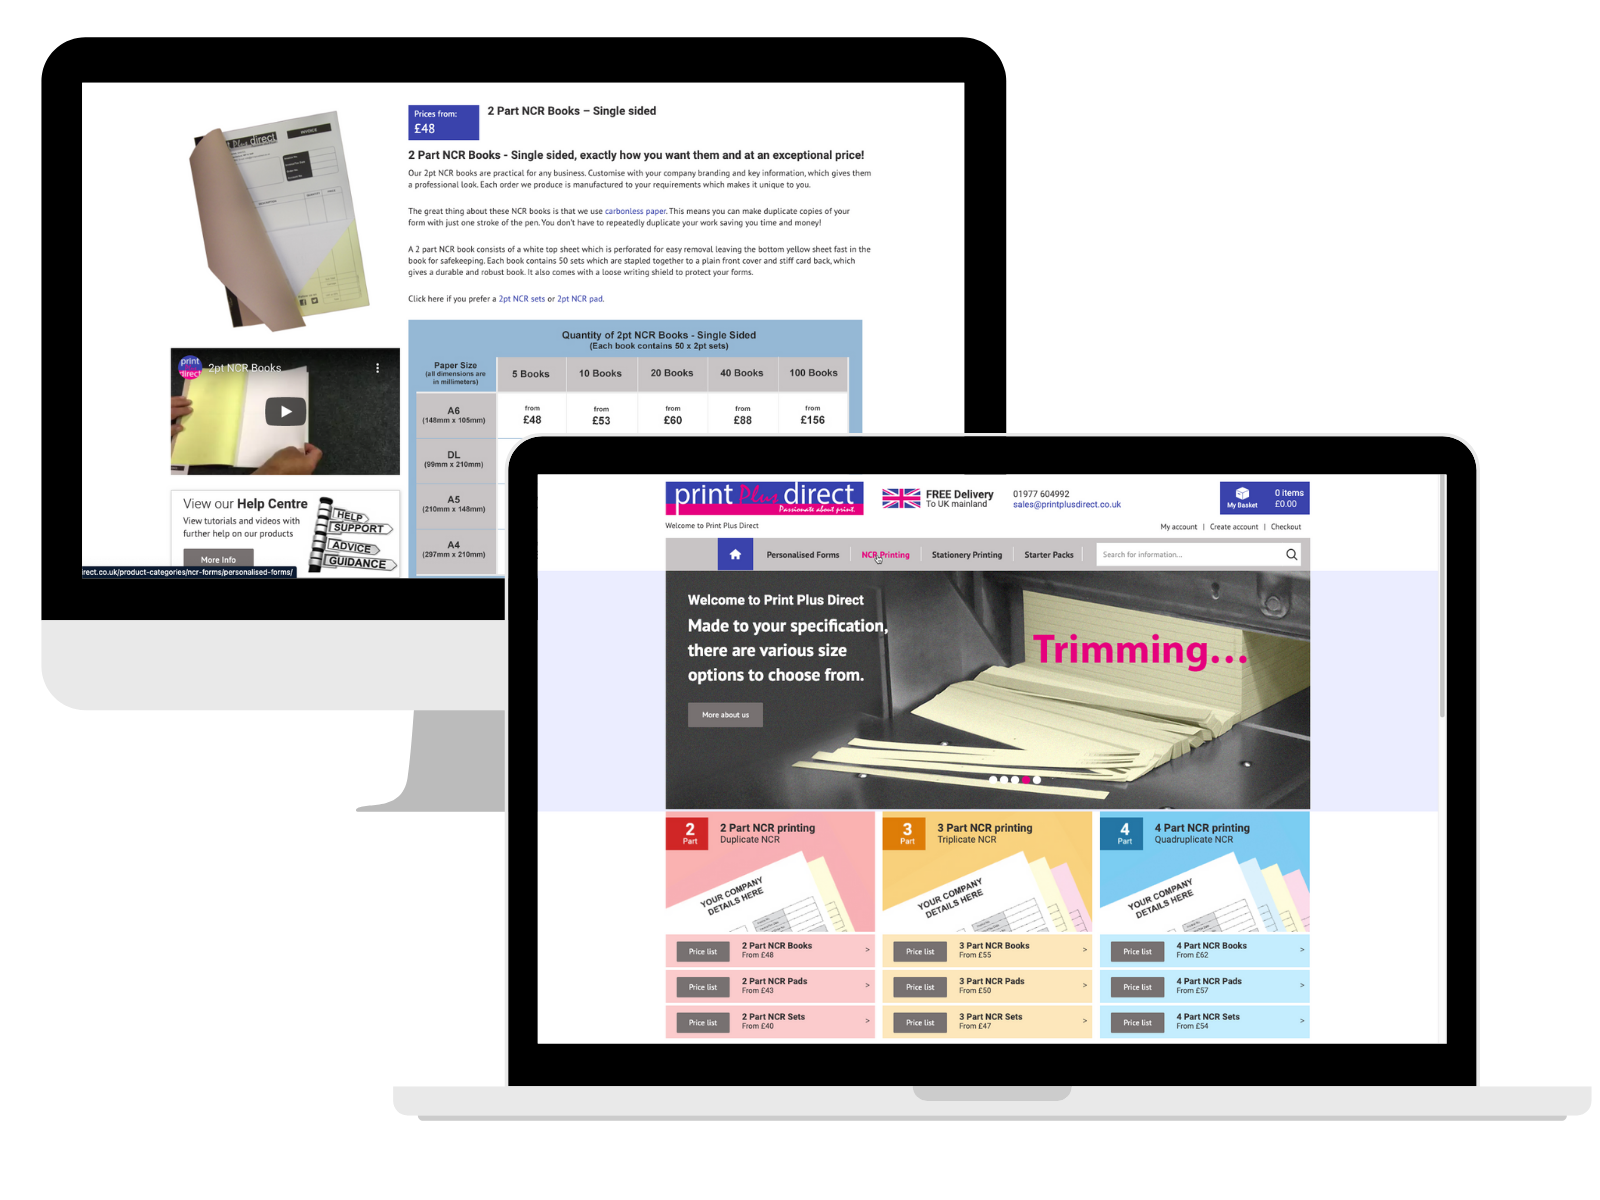 Prices from:
£48
2 Part NCR Books – Single sided
2 Part NCR Books - Single sided, exactly how you want them and at an exceptional price!
Our 2pt NCR books are practical for any business. Customise with your company branding and key information, which gives them
a professional look. Each order we produce is manufactured to your requirements which makes it unique to you.
The great thing about these NCR books is that we use carbonless paper. This means you can make duplicate copies of your
form with just one stroke of the pen. You don't have to repeatedly duplicate your work saving you time and money!
A 2 part NCR book consists of a white top sheet which is perforated for easy removal leaving the bottom yellow sheet fast in the
book for safekeeping. Each book contains 50 sets which are stapled together to a plain front cover and stiff card back, which
gives a durable and robust book. It also comes with a loose writing shield to protect your forms.
Click here if you prefer a 2pt NCR sets or 2pt NCR pad.
Plus direct
INVOICE
print
direct
2pt NCR Books
View our Help Centre
View tutorials and videos with
further help on our products
More Info
HELP
SUPPORT
ADVICE
GUIDANCE
irect.co.uk/product-categories/ncr-forms/personalised-forms/
Quantity of 2pt NCR Books - Single Sided
(Each book contains 50 x 2pt sets)
Paper Size
(all dimensions are
in millimeters)
5 Books
10 Books
20 Books
40 Books
100 Books
A6
(148mm x 105mm)
from
£48
from
£53
from
£60
from
£88
from
£156
DL
(99mm x 210mm)
A5
(210mm x 148mm)
A4
(297mm x 210mm)
print Plus direct
Passionate about print.
FREE Delivery
To UK mainland
01977 604992
sales@printplusdirect.co.uk
My Basket
0 items
£0.00
Welcome to Print Plus Direct
My account | Create account | Checkout
Personalised Forms
NCR Printing
Stationery Printing
Starter Packs
Search for information...
Welcome to Print Plus Direct
Made to your specification,
there are various size
options to choose from.
More about us
Trimming...
2
Part
2 Part NCR printing
Duplicate NCR
YOUR COMPANY
DETAILS HERE
3
Part
3 Part NCR printing
Triplicate NCR
YOUR COMPANY
DETAILS HERE
4
Part
4 Part NCR printing
Quadruplicate NCR
YOUR COMPANY
DETAILS HERE
Price list
2 Part NCR Books
From £48
>
Price list
3 Part NCR Books
From £55
>
Price list
4 Part NCR Books
From £62
>
Price list
2 Part NCR Pads
From £43
>
Price list
3 Part NCR Pads
From £50
>
Price list
4 Part NCR Pads
From £57
>
Price list
2 Part NCR Sets
From £40
>
Price list
3 Part NCR Sets
From £47
>
Price list
4 Part NCR Sets
From £54
>